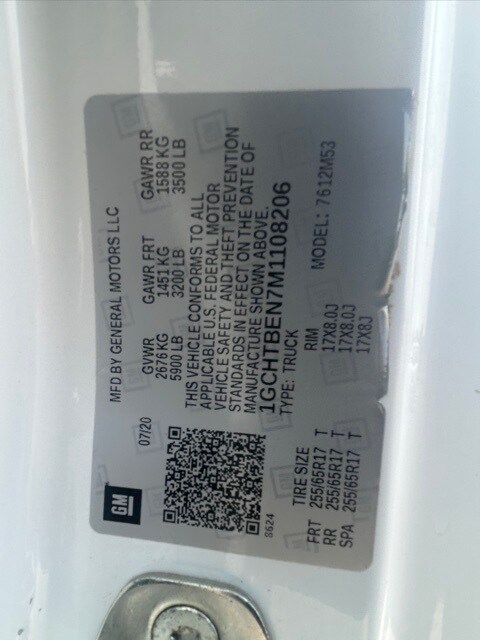 GM
07/20 MFD BY GENERAL MOTORS LLC
GVWR GAWR FRT GAWR RR
2676 KG 1451 KG 1588 KG
5900 LB 3200 LB 3500 LB
THIS VEHICLE CONFORMS TO ALL
APPLICABLE U.S. FEDERAL MOTOR
VEHICLE SAFETY AND THEFT PREVENTION
STANDARDS IN EFFECT ON THE DATE OF
MANUFACTURE SHOWN ABOVE.
1GCHTBEN7M1108206
8624
TYPE: TRUCK MODEL: 7612M53
TIRE SIZE RIM
FRT 255/65R17 T 17X8.0J
RR 255/65R17 T 17X8.0J
SPA 255/65R17 T 17X8J